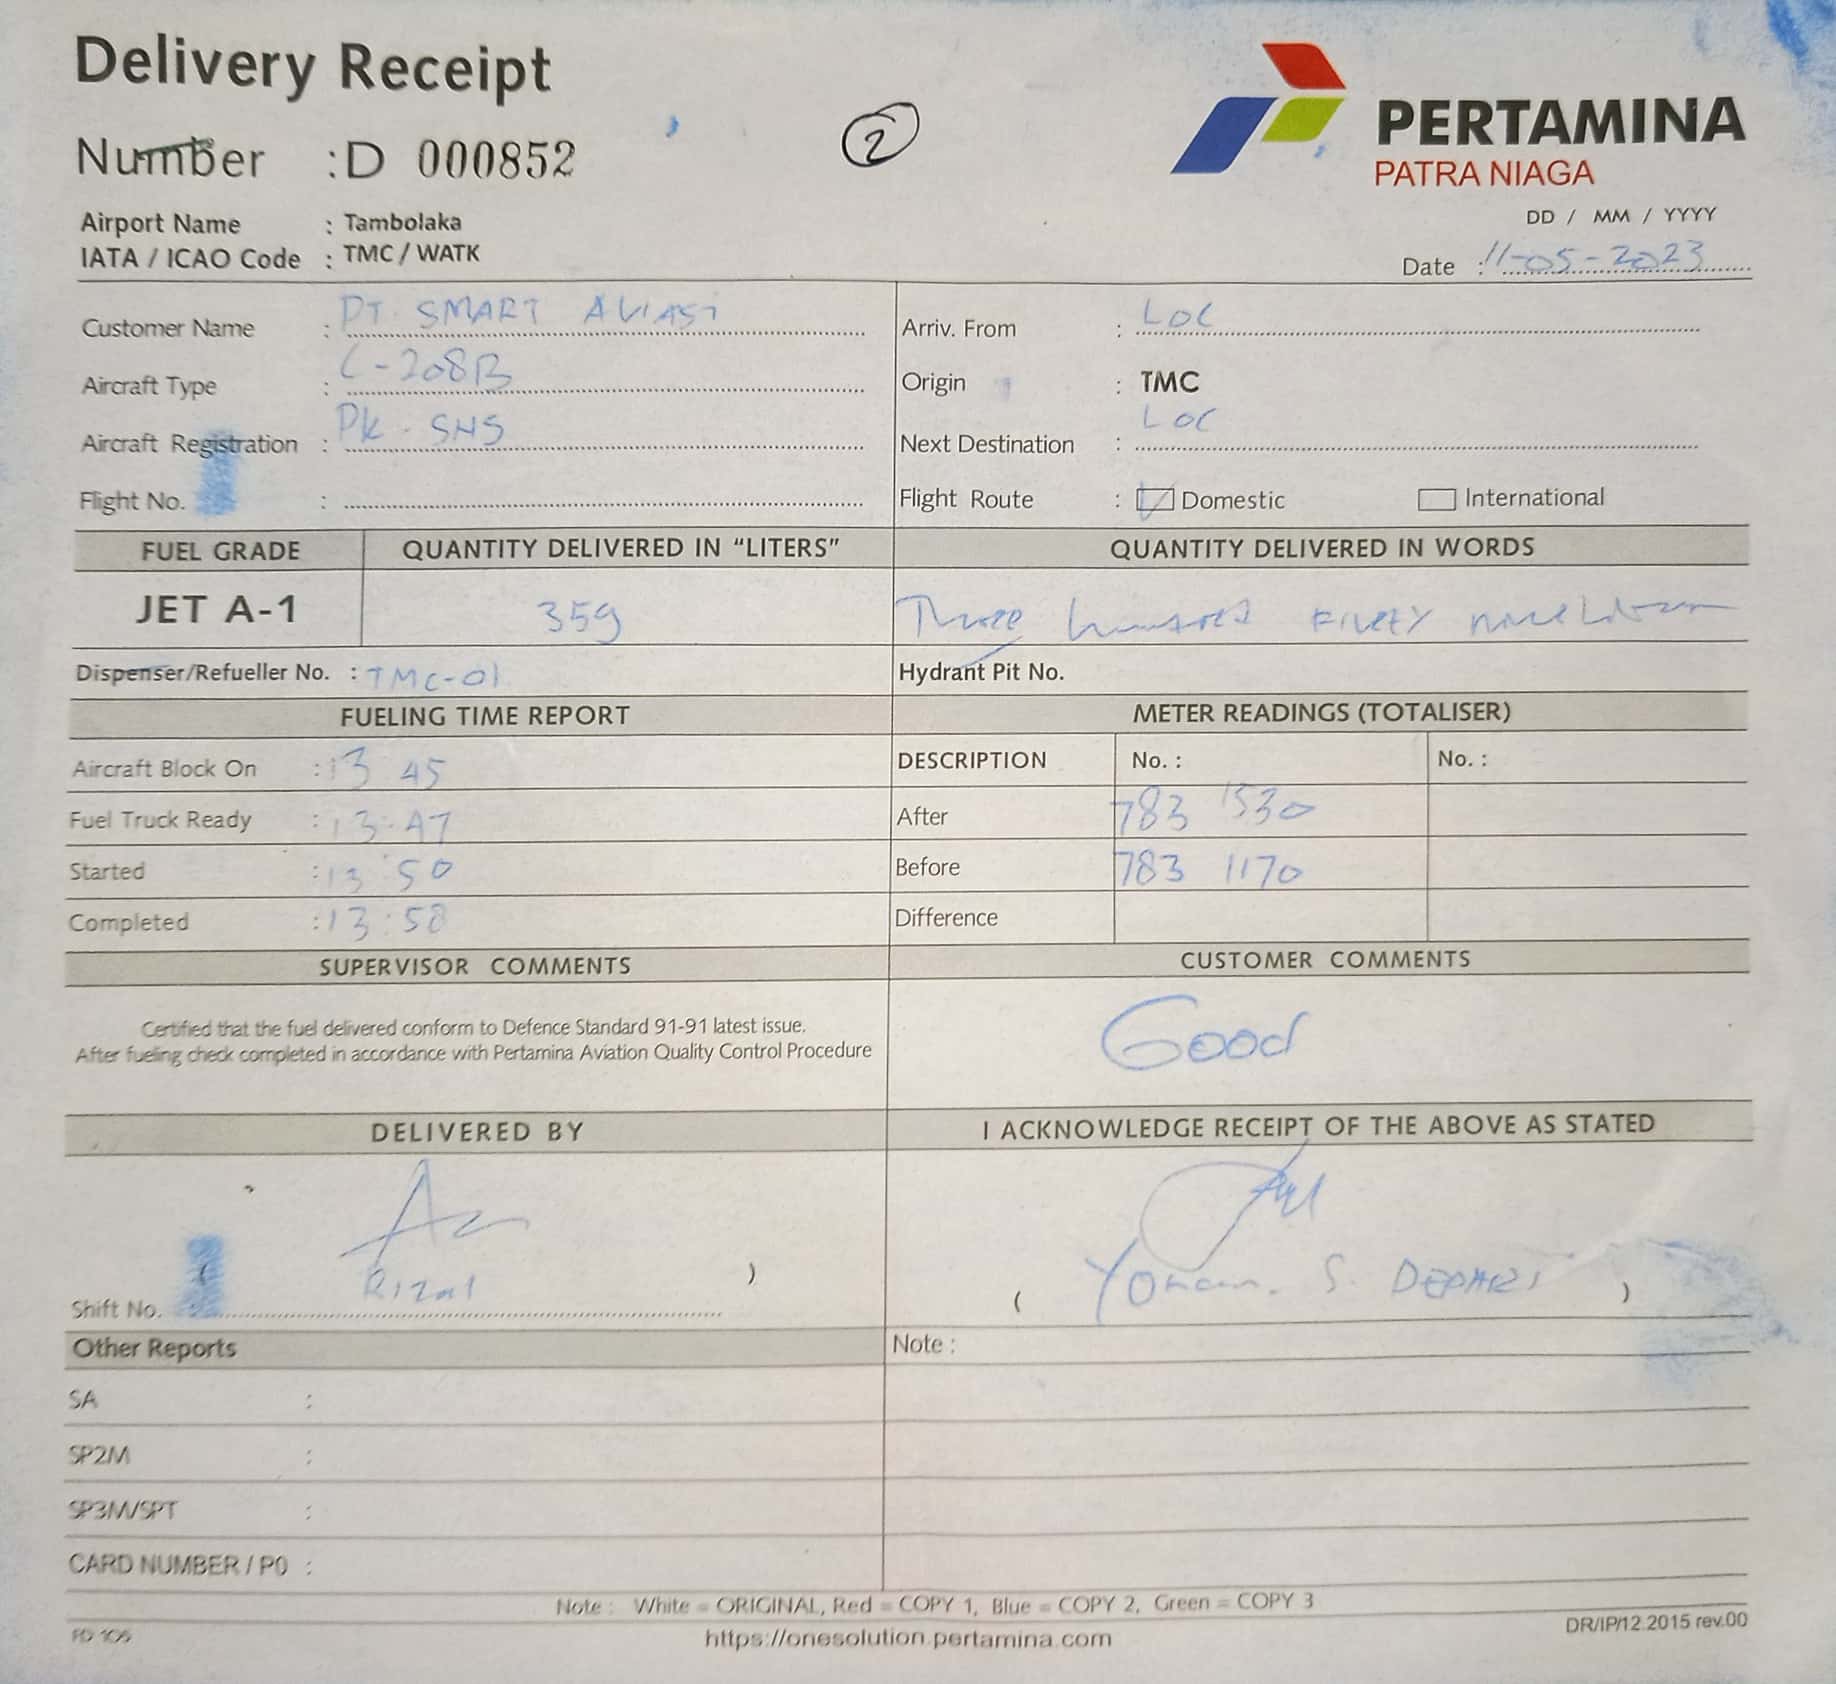 Delivery Receipt
Number : D 000852
2
PERTAMINA
PATRA NIAGA
Airport Name : Tambolaka
IATA / ICAO Code : TMC / WATK
DD / MM / YYYY
Date : 11-05-2023
Customer Name : PT. SMART AVIASI
Arriv. From : LOC
Aircraft Type : C-208B
Origin : TMC
Aircraft Registration : PK - SNS
Next Destination : LOC
Flight No. :
Flight Route : Domestic International
FUEL GRADE QUANTITY DELIVERED IN “LITERS” QUANTITY DELIVERED IN WORDS
JET A-1 359 Three hundred
Dispenser/Refueller No. : TMC-01 Hydrant Pit No.
FUELING TIME REPORT METER READINGS (TOTALISER)
Aircraft Block On : 13 45 DESCRIPTION No. : No. :
Fuel Truck Ready : 13:47 After 783 1530
Started : 13 50 Before 783 1170
Completed : 13:58 Difference
SUPERVISOR COMMENTS CUSTOMER COMMENTS
Certified that the fuel delivered conform to Defence Standard 91-91 latest issue.
After fueling check completed in accordance with Pertamina Aviation Quality Control Procedure
Good
DELIVERED BY I ACKNOWLEDGE RECEIPT OF THE ABOVE AS STATED
( Rizal )
Shift No.
( S. )
Other Reports Note :
SA :
SP2M :
SP3M/SPT :
CARD NUMBER / P0 :
Note : White = ORIGINAL, Red = COPY 1, Blue = COPY 2, Green = COPY 3
FD 106 https://onesolution.pertamina.com DR/IP/12.2015 rev.00